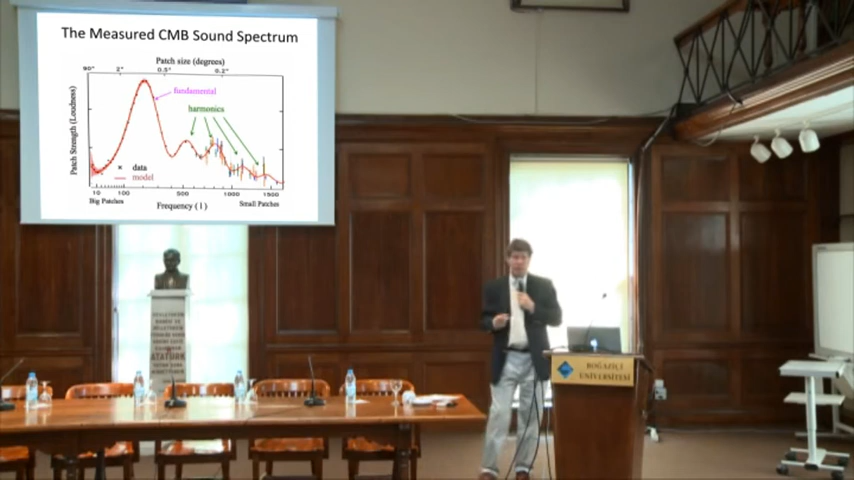 The Measured CMB Sound Spectrum
Patch size (degrees)
90° 2° 0.5° 0.2°
Patch Strength (Loudness)
fundamental
harmonics
data
model
10 100 500 1000 1500
Big Patches
Frequency (l)
Small Patches
ATATÜRK
BOĞAZİÇİ
ÜNİVERSİTESİ